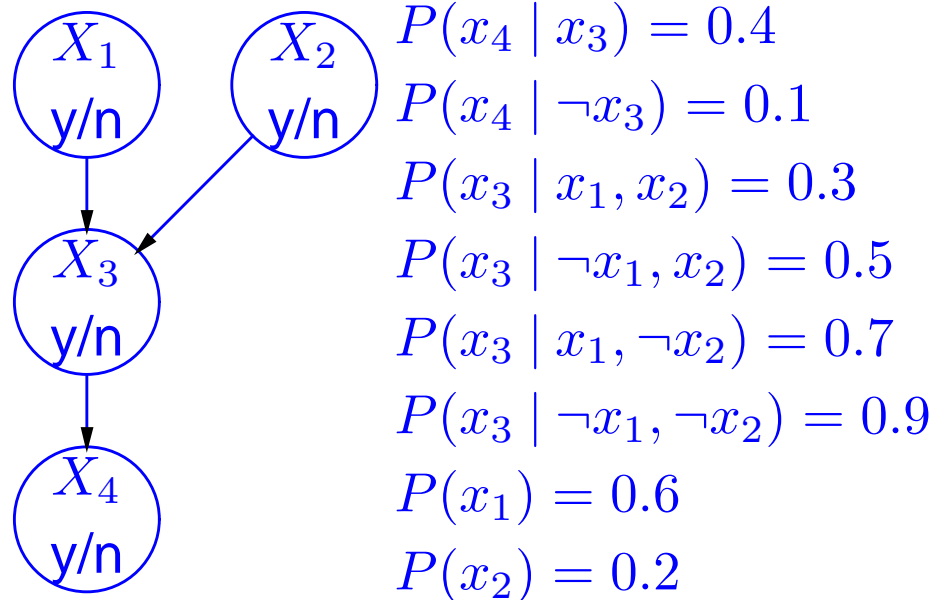 X₁
y/n
X₂
y/n
X₃
y/n
X₄
y/n
P(x₄ | x₃) = 0.4
P(x₄ | ¬x₃) = 0.1
P(x₃ | x₁, x₂) = 0.3
P(x₃ | ¬x₁, x₂) = 0.5
P(x₃ | x₁, ¬x₂) = 0.7
P(x₃ | ¬x₁, ¬x₂) = 0.9
P(x₁) = 0.6
P(x₂) = 0.2